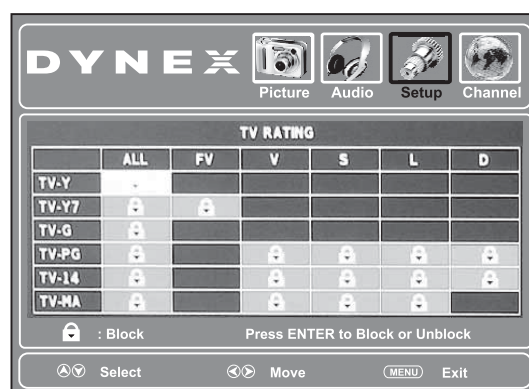 DYNEX
Picture Audio Setup Channel
TV RATING
ALL FV V S L D
TV-Y
TV-Y7
TV-G
TV-PG
TV-14
TV-MA
: Block Press ENTER to Block or Unblock
Select Move MENU Exit